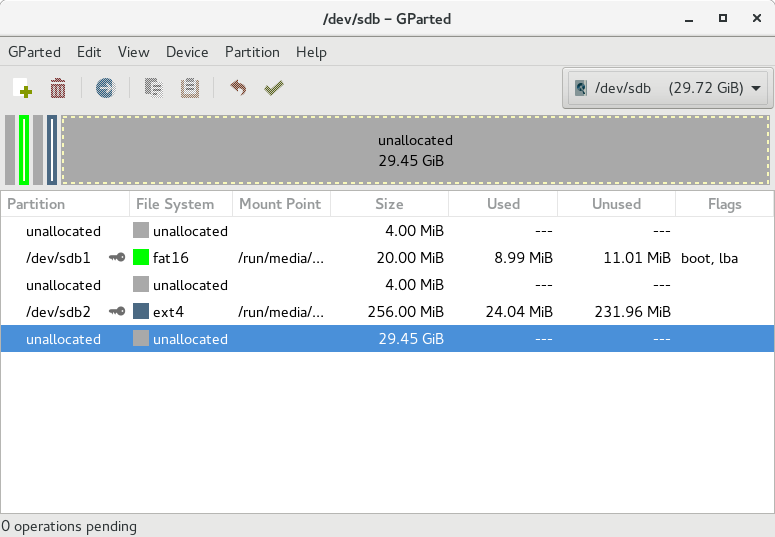 /dev/sdb – GParted
GParted Edit View Device Partition Help
/dev/sdb (29.72 GiB)
unallocated
29.45 GiB
Partition File System Mount Point Size Used Unused Flags
unallocated unallocated 4.00 MiB --- ---
/dev/sdb1 fat16 /run/media/... 20.00 MiB 8.99 MiB 11.01 MiB boot, lba
unallocated unallocated 4.00 MiB --- ---
/dev/sdb2 ext4 /run/media/... 256.00 MiB 24.04 MiB 231.96 MiB
unallocated unallocated 29.45 GiB --- ---
0 operations pending